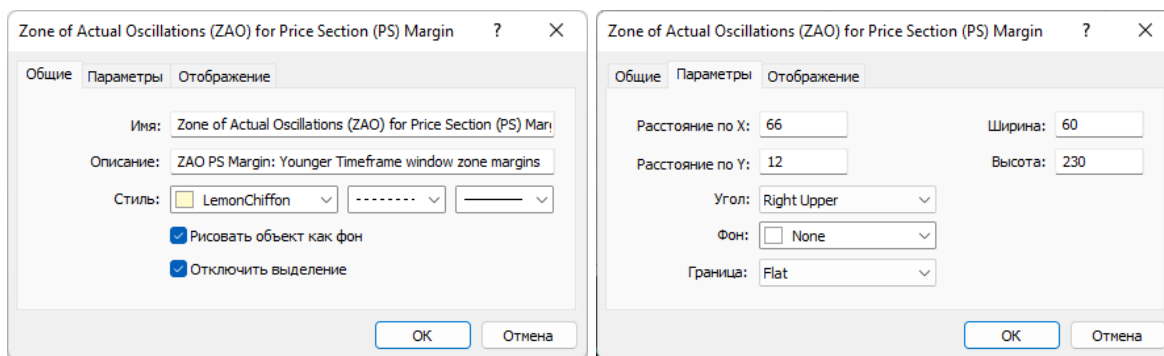 Zone of Actual Oscillations (ZAO) for Price Section (PS) Margin ?
Общие Параметры Отображение
Имя: Zone of Actual Oscillations (ZAO) for Price Section (PS) Mar
Описание: ZAO PS Margin: Younger Timeframe window zone margins
Стиль: LemonChiffon
Рисовать объект как фон
Отключить выделение
OK Отмена
Zone of Actual Oscillations (ZAO) for Price Section (PS) Margin ?
Общие Параметры Отображение
Расстояние по X: 66 Ширина: 60
Расстояние по Y: 12 Высота: 230
Угол: Right Upper
Фон: None
Граница: Flat
OK Отмена